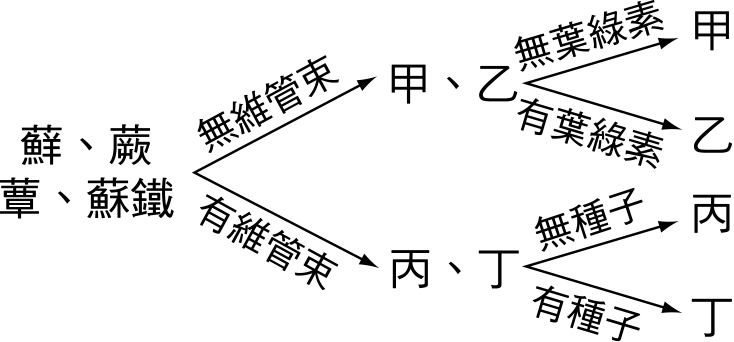 蘚、蕨
蕈、蘇鐵
無維管束
有維管束
甲、乙
丙、丁
無葉綠素
有葉綠素
無種子
有種子
甲
乙
丙
丁